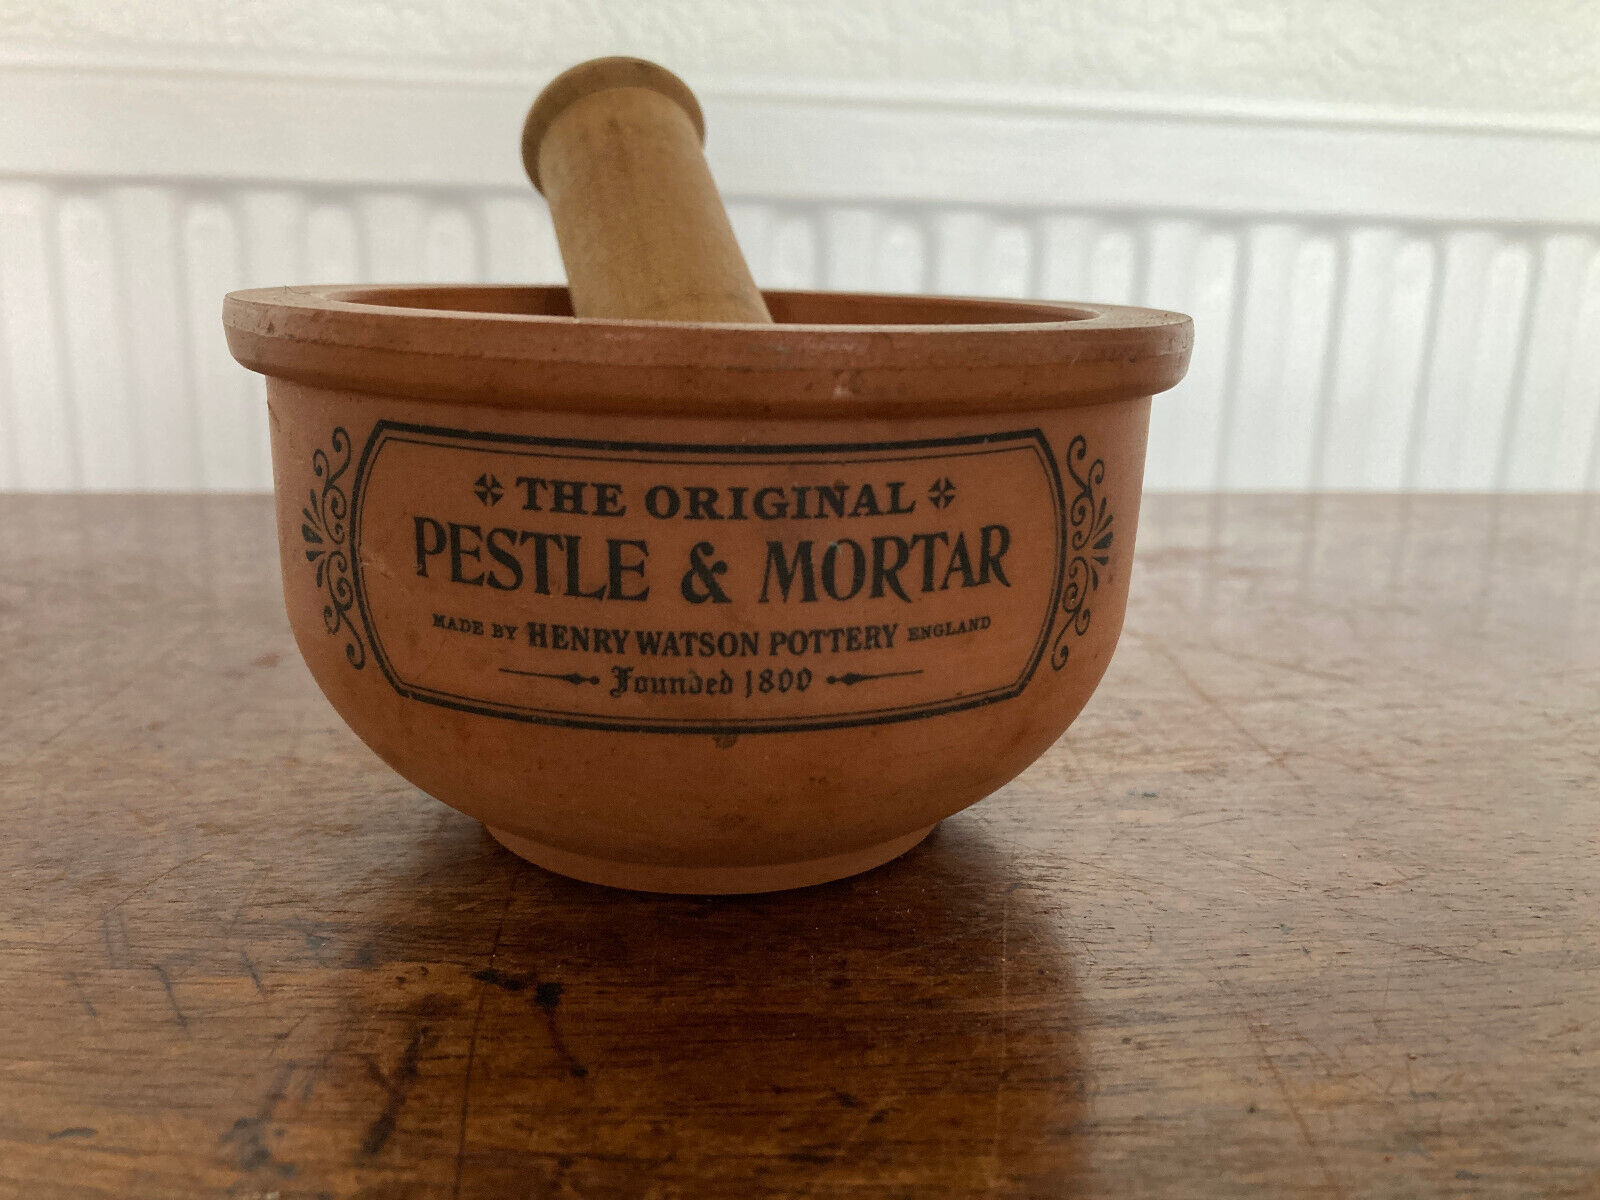 THE ORIGINAL
PESTLE & MORTAR
MADE BY HENRY WATSON POTTERY ENGLAND
Founded 1800